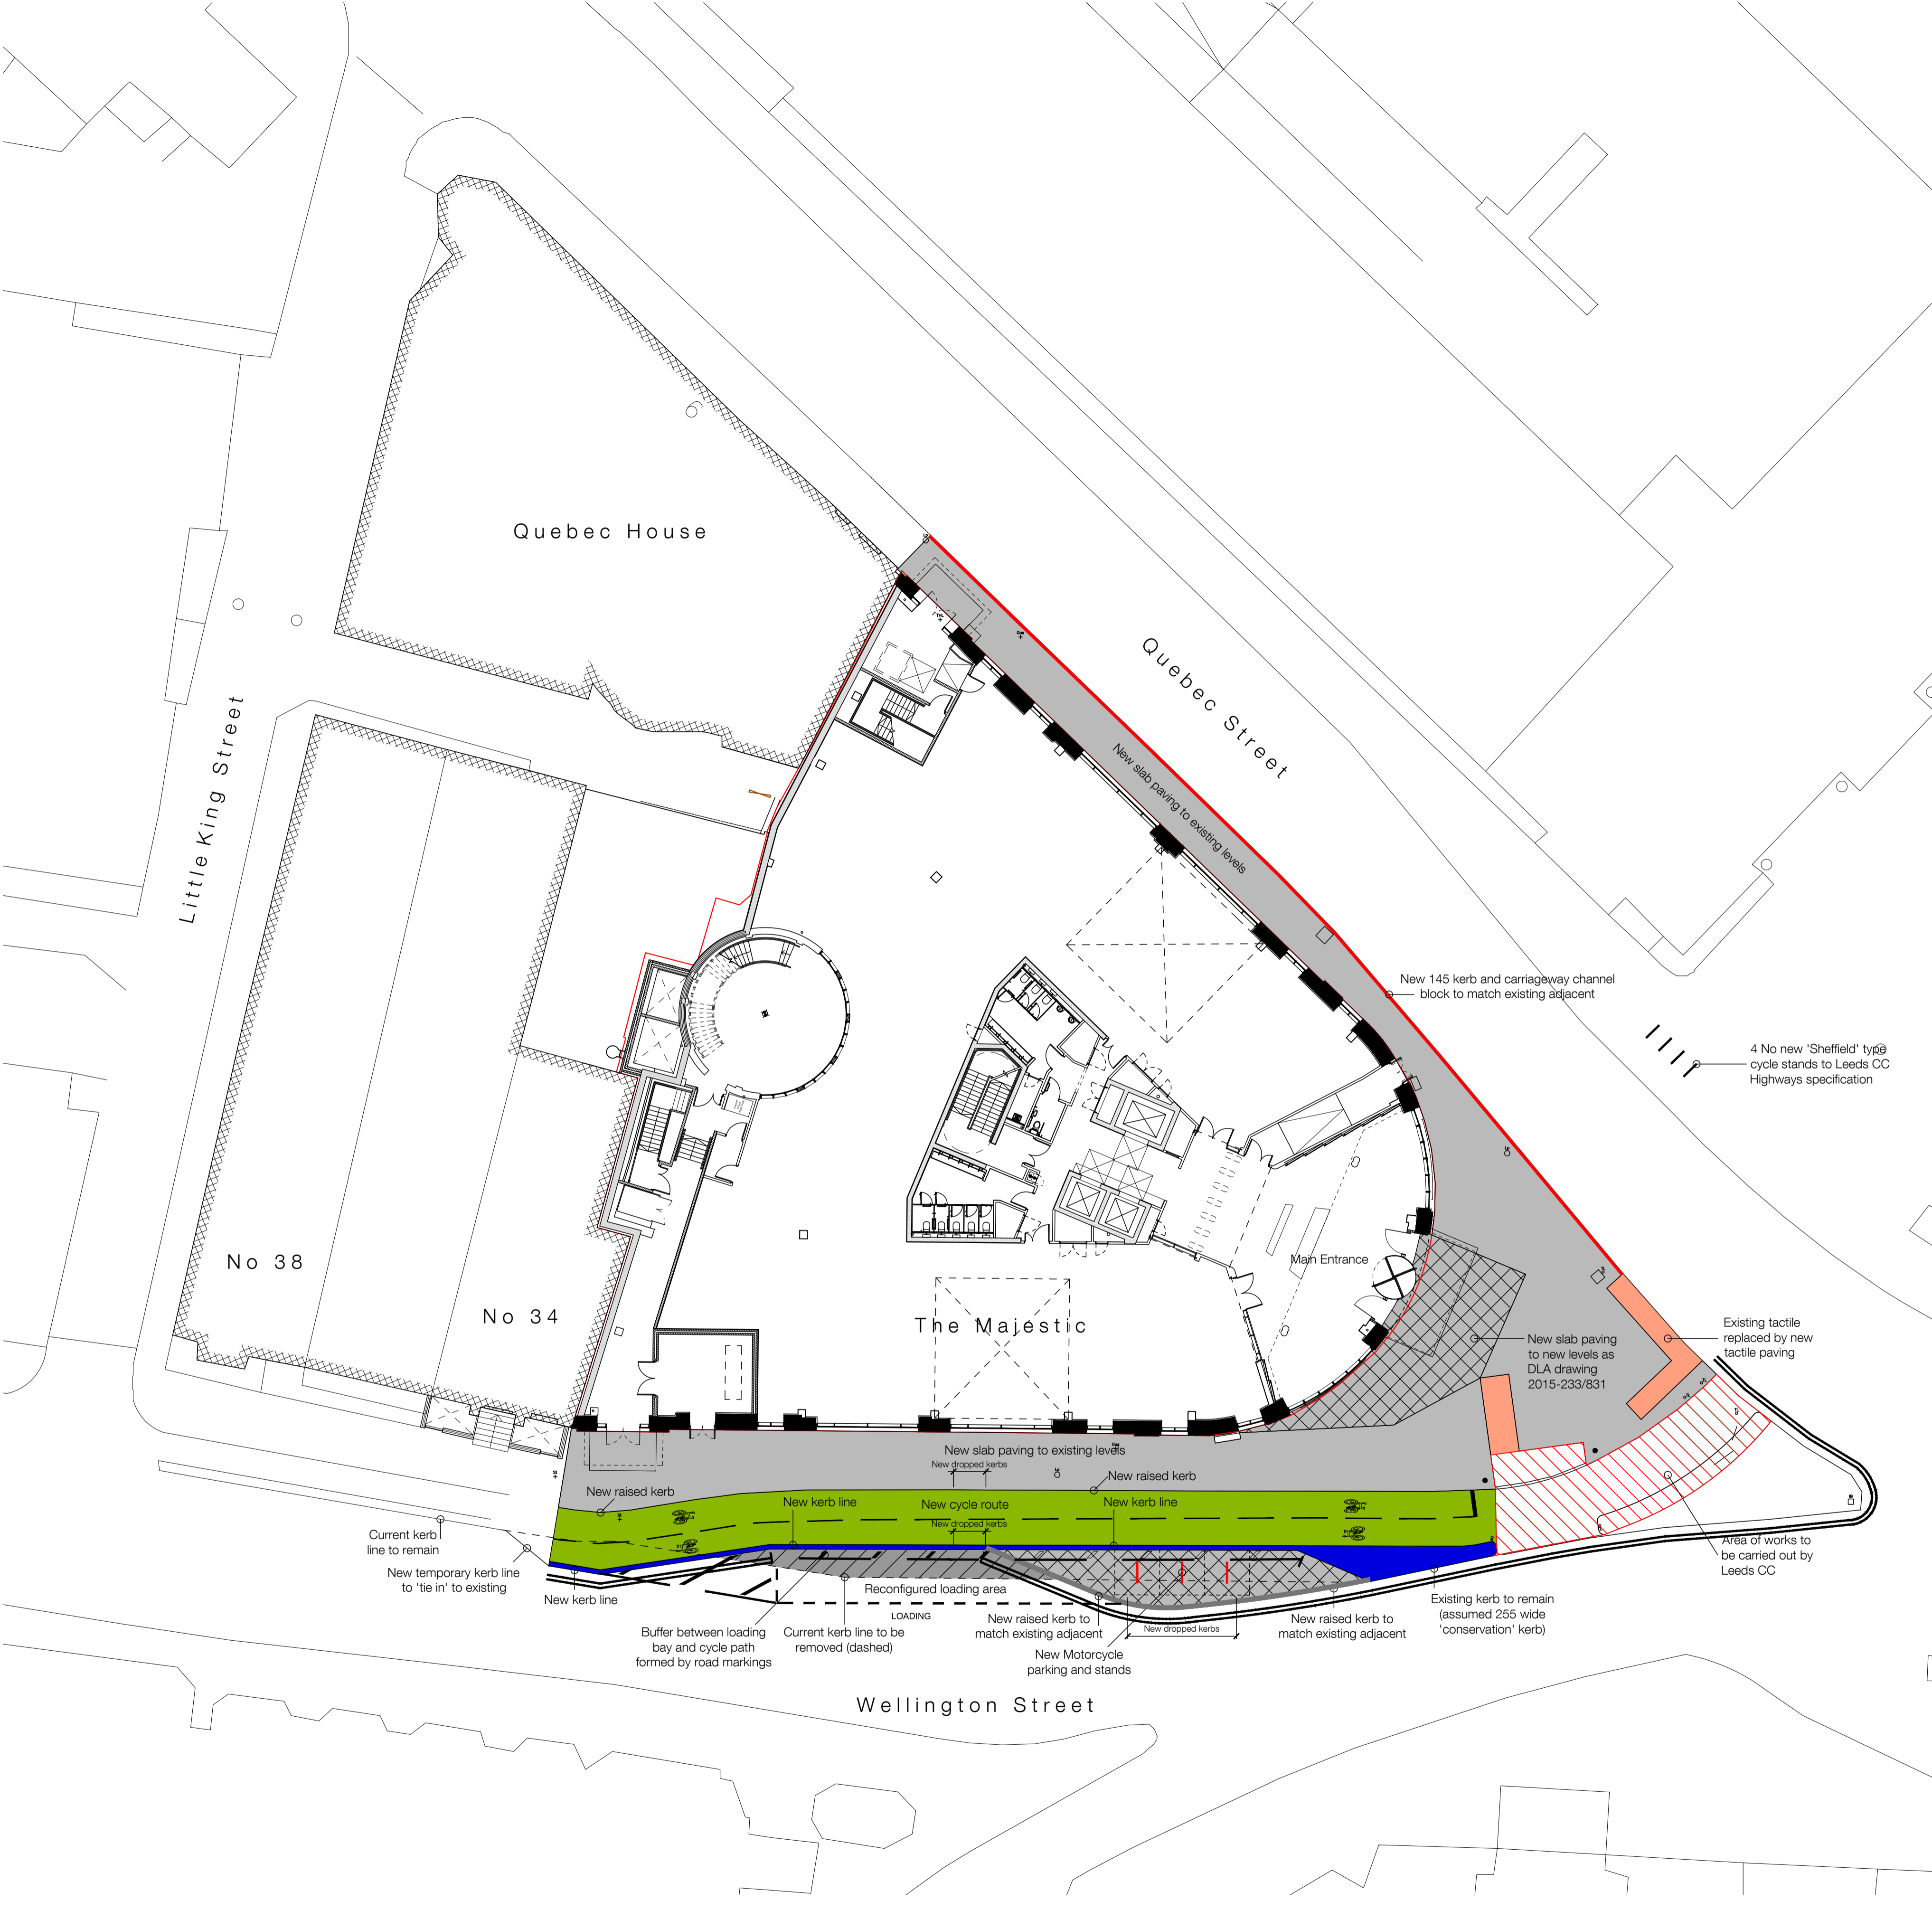 Quebec House
Quebec Street
Little King Street
New slab paving to existing levels
New 145 kerb and carriageway channel
block to match existing adjacent
4 No new 'Sheffield' type
cycle stands to Leeds CC
Highways specification
No 38
No 34
Main Entrance
The Majestic
New slab paving
to new levels as
DLA drawing
2015-233/831
Existing tactile
replaced by new
tactile paving
New slab paving to existing levels
New dropped kerbs
New raised kerb
New raised kerb
New kerb line
New cycle route
New kerb line
New dropped kerbs
Current kerb
line to remain
New temporary kerb line
to 'tie in' to existing
New kerb line
Reconfigured loading area
LOADING
Buffer between loading
bay and cycle path
formed by road markings
Current kerb line to be
removed (dashed)
New raised kerb to
match existing adjacent
New dropped kerbs
New Motorcycle
parking and stands
New raised kerb to
match existing adjacent
Existing kerb to remain
(assumed 255 wide
'conservation' kerb)
Area of works to
be carried out by
Leeds CC
Wellington Street